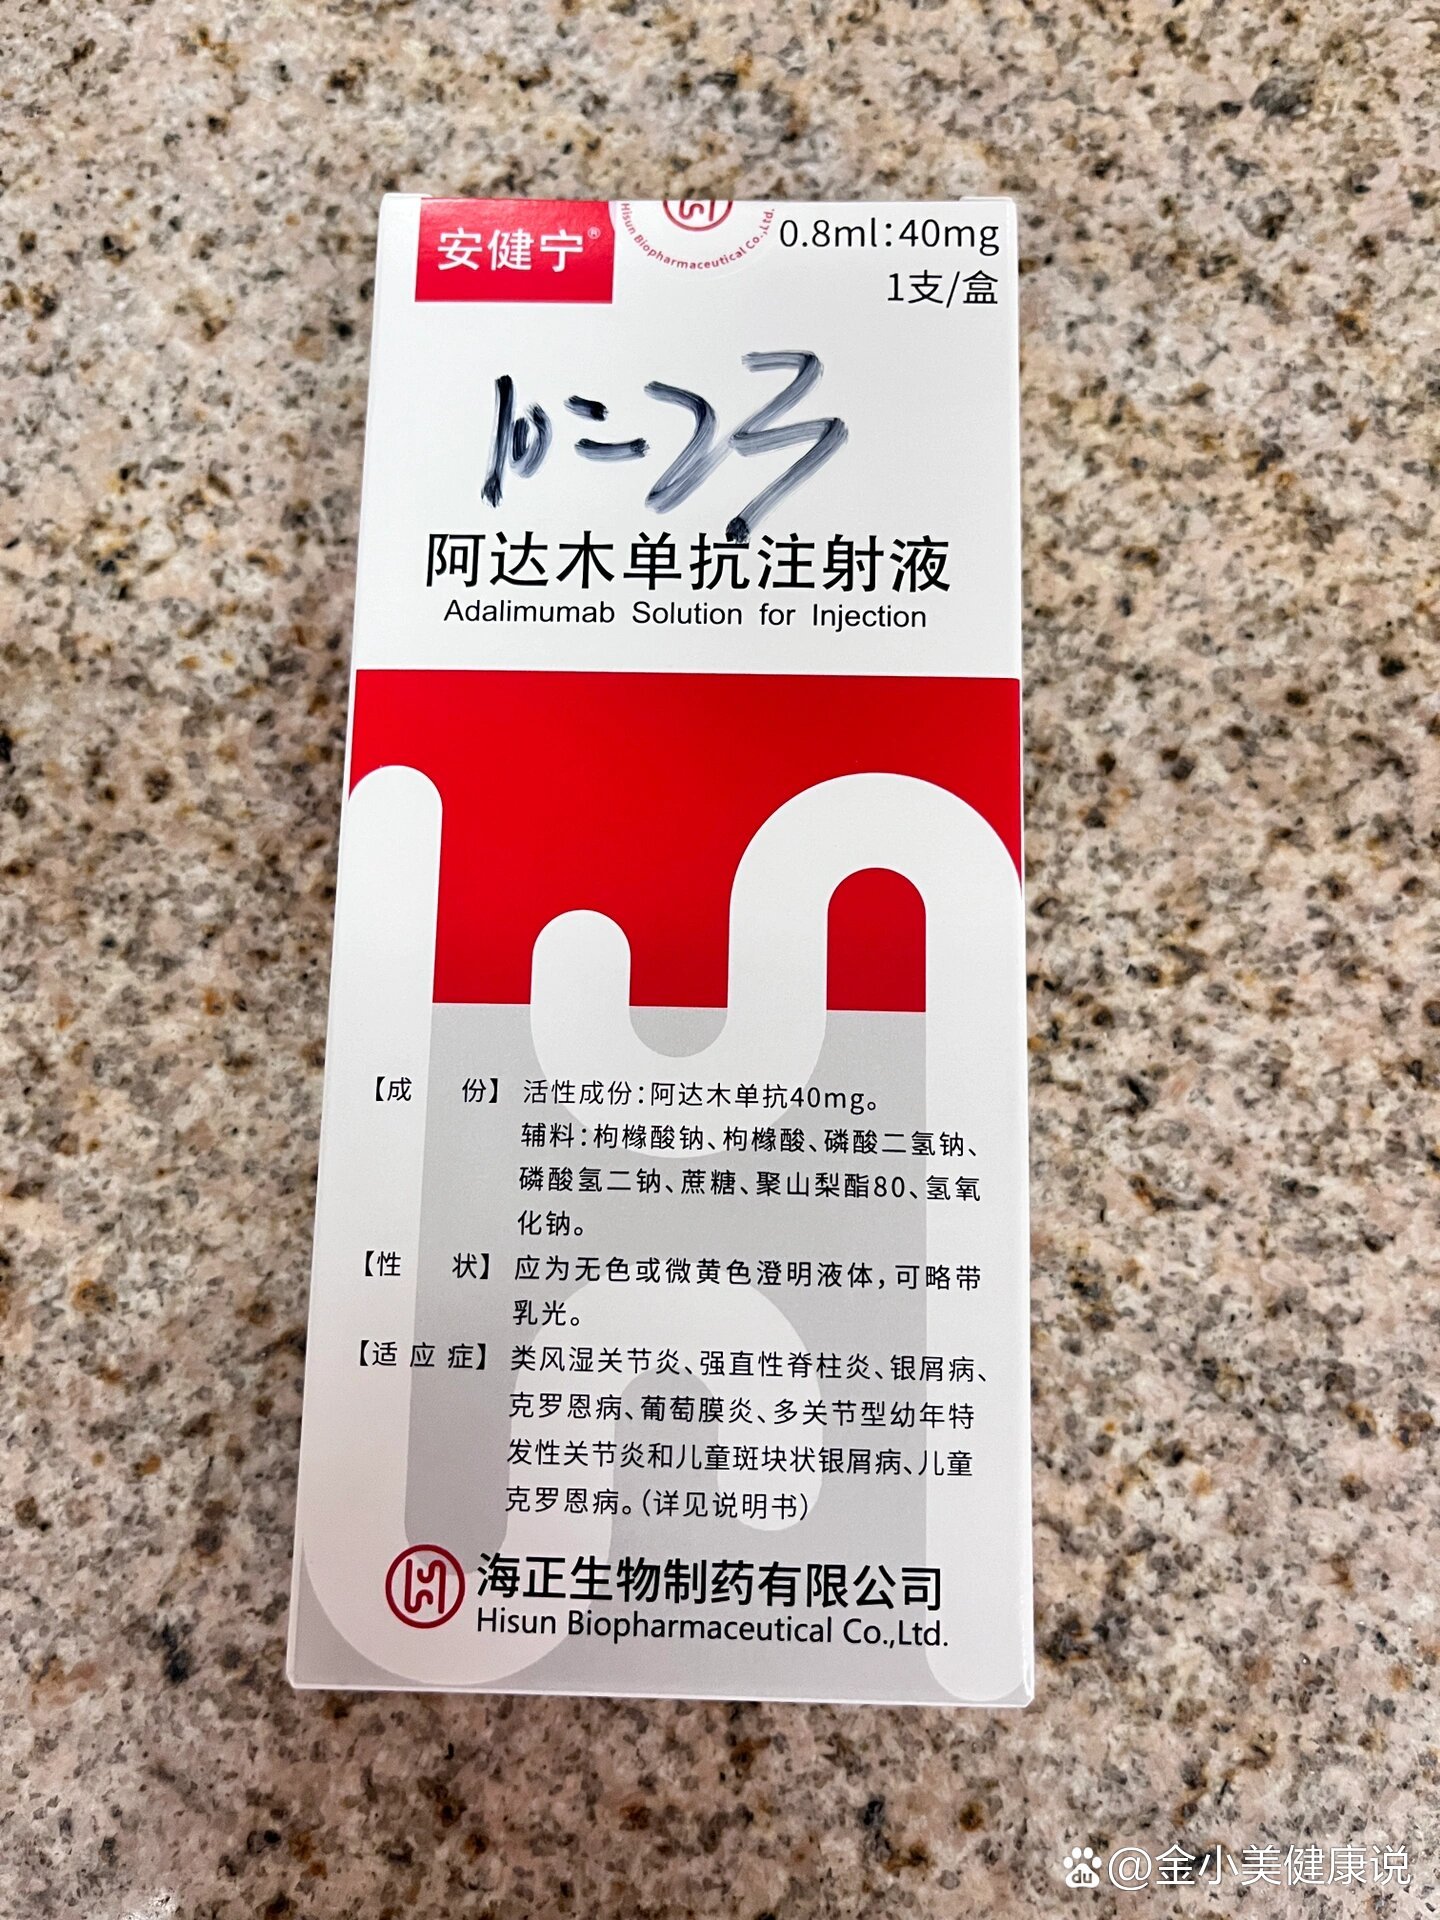 安健宁®
Hisun Biopharmaceutical Co.,Ltd.
0.8ml:40mg
1支/盒
10-23
阿达木单抗注射液
Adalimumab Solution for Injection
【成 份】活性成份:阿达木单抗40mg。
辅料:枸橼酸钠、枸橼酸、磷酸二氢钠、
磷酸氢二钠、蔗糖、聚山梨酯80、氢氧
化钠。
【性 状】应为无色或微黄色澄明液体,可略带
乳光。
【适应症】类风湿关节炎、强直性脊柱炎、银屑病、
克罗恩病、葡萄膜炎、多关节型幼年特
发性关节炎和儿童斑块状银屑病、儿童
克罗恩病。(详见说明书)
海正生物制药有限公司
Hisun Biopharmaceutical Co.,Ltd.
du @金小美健康说